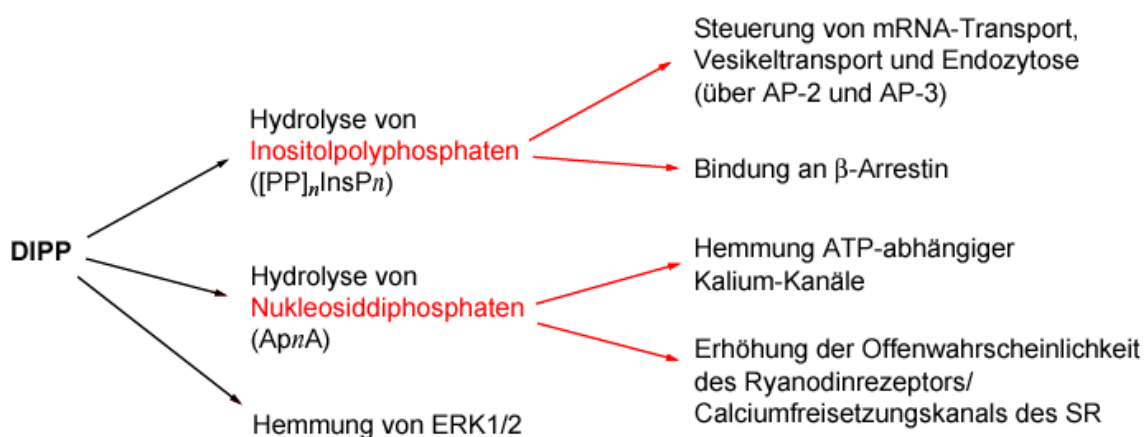 DIPP
Hydrolyse von
Inositolpolyphosphaten
([PP]nInsPn)
Hydrolyse von
Nukleosiddiphosphaten
(ApnA)
Hemmung von ERK1/2
Steuerung von mRNA-Transport,
Vesikeltransport und Endozytose
(über AP-2 und AP-3)
Bindung an β-Arrestin
Hemmung ATP-abhängiger
Kalium-Kanäle
Erhöhung der Offenwahrscheinlichkeit
des Ryanodinrezeptors/
Calciumfreisetzungskanals des SR